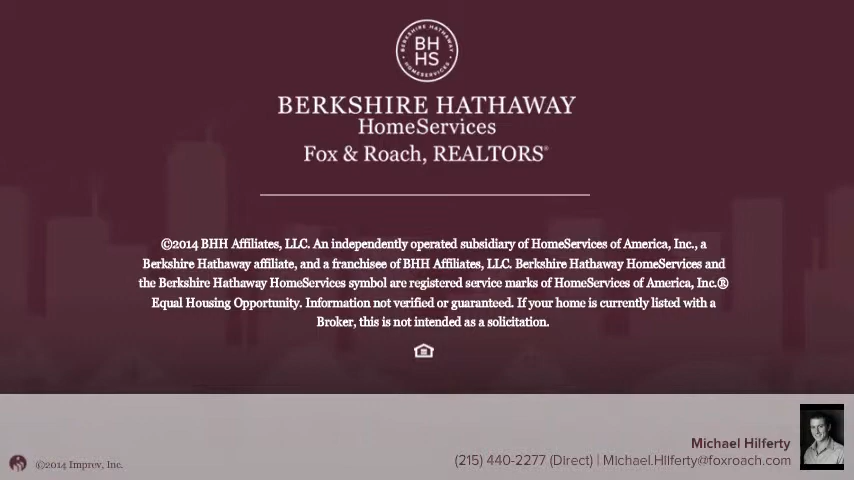 BERKSHIRE HATHAWAY
HOMESERVICES
BH
HS
BERKSHIRE HATHAWAY
HomeServices
Fox & Roach, REALTORS®
©2014 BHH Affiliates, LLC. An independently operated subsidiary of HomeServices of America, Inc., a
Berkshire Hathaway affiliate, and a franchisee of BHH Affiliates, LLC. Berkshire Hathaway HomeServices and
the Berkshire Hathaway HomeServices symbol are registered service marks of HomeServices of America, Inc.®
Equal Housing Opportunity. Information not verified or guaranteed. If your home is currently listed with a
Broker, this is not intended as a solicitation.
Michael Hilferty
(215) 440-2277 (Direct) | Michael.Hilferty@foxroach.com
©2014 Imprev, Inc.